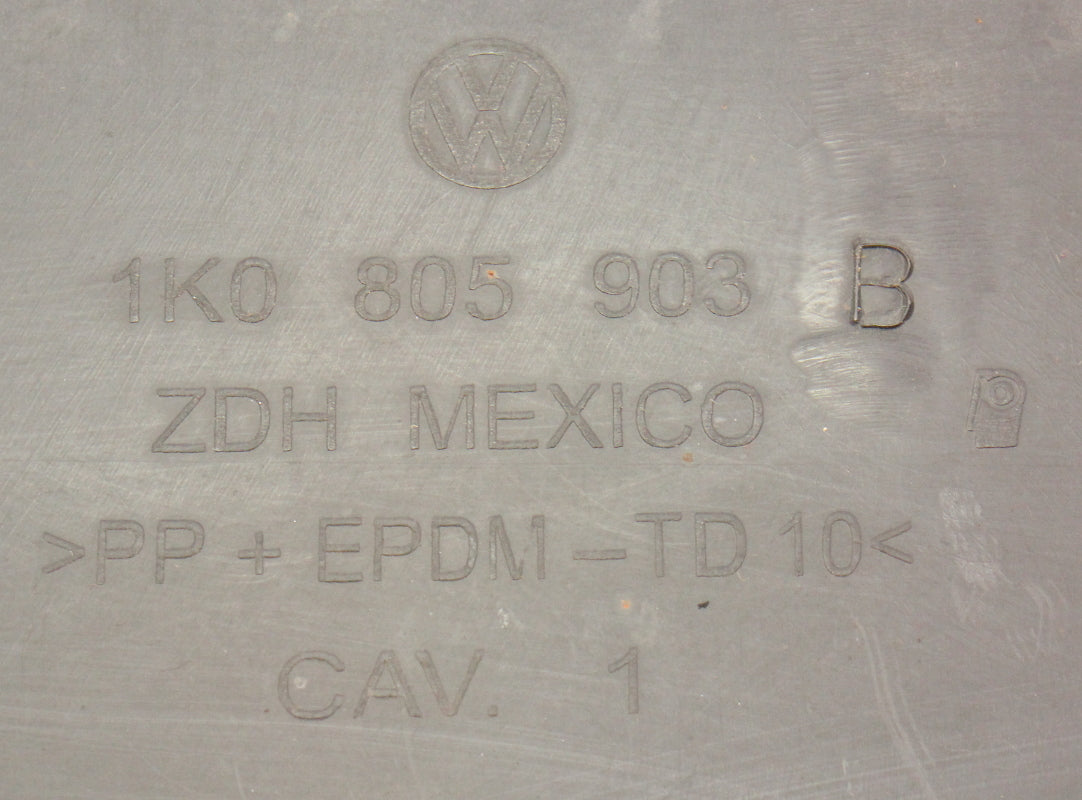 1K0 805 903 B
ZDH MEXICO
>PP + EPDM – TD 10<
CAV. 1